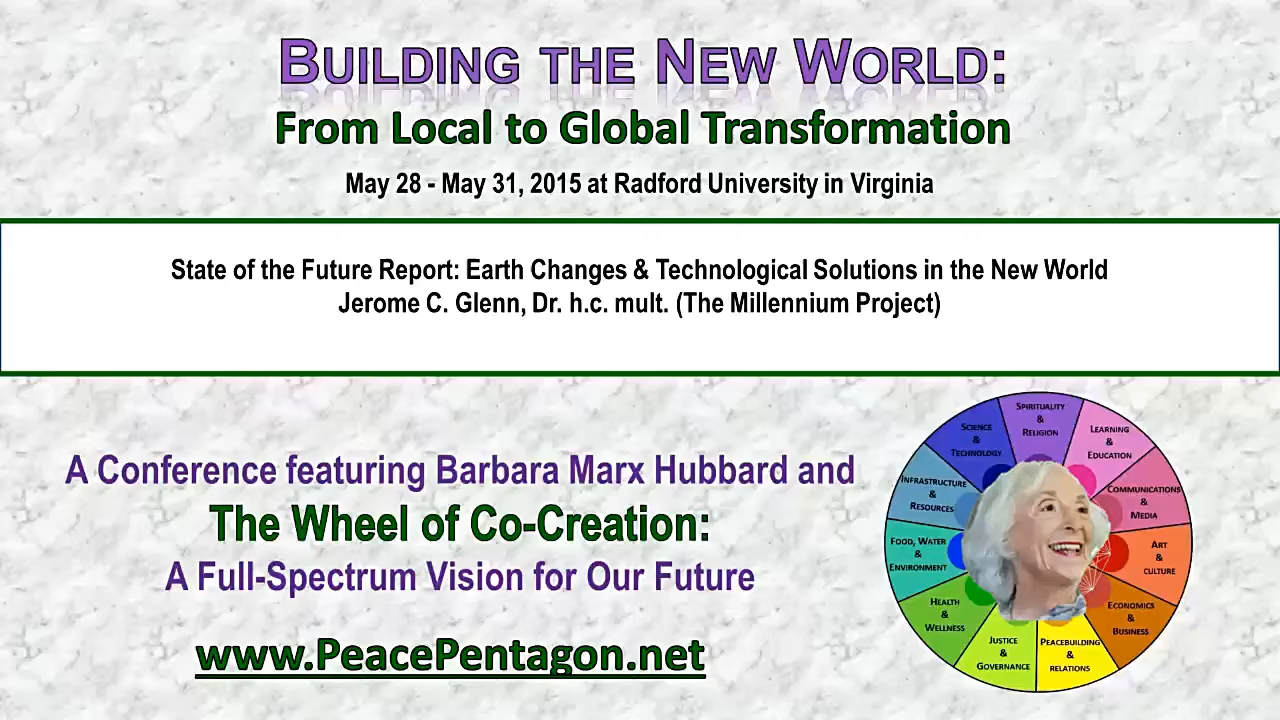 BUILDING THE NEW WORLD:
From Local to Global Transformation
May 28 - May 31, 2015 at Radford University in Virginia
State of the Future Report: Earth Changes & Technological Solutions in the New World
Jerome C. Glenn, Dr. h.c. mult. (The Millennium Project)
A Conference featuring Barbara Marx Hubbard and
The Wheel of Co-Creation:
A Full-Spectrum Vision for Our Future
www.PeacePentagon.net
SPIRITUALITY
&
RELIGION
LEARNING
&
EDUCATION
COMMUNICATIONS
&
MEDIA
ART
&
CULTURE
ECONOMICS
&
BUSINESS
PEACEBUILDING
&
RELATIONS
JUSTICE
&
GOVERNANCE
HEALTH
&
WELLNESS
FOOD, WATER
&
ENVIRONMENT
INFRASTRUCTURE
&
RESOURCES
SCIENCE
&
TECHNOLOGY